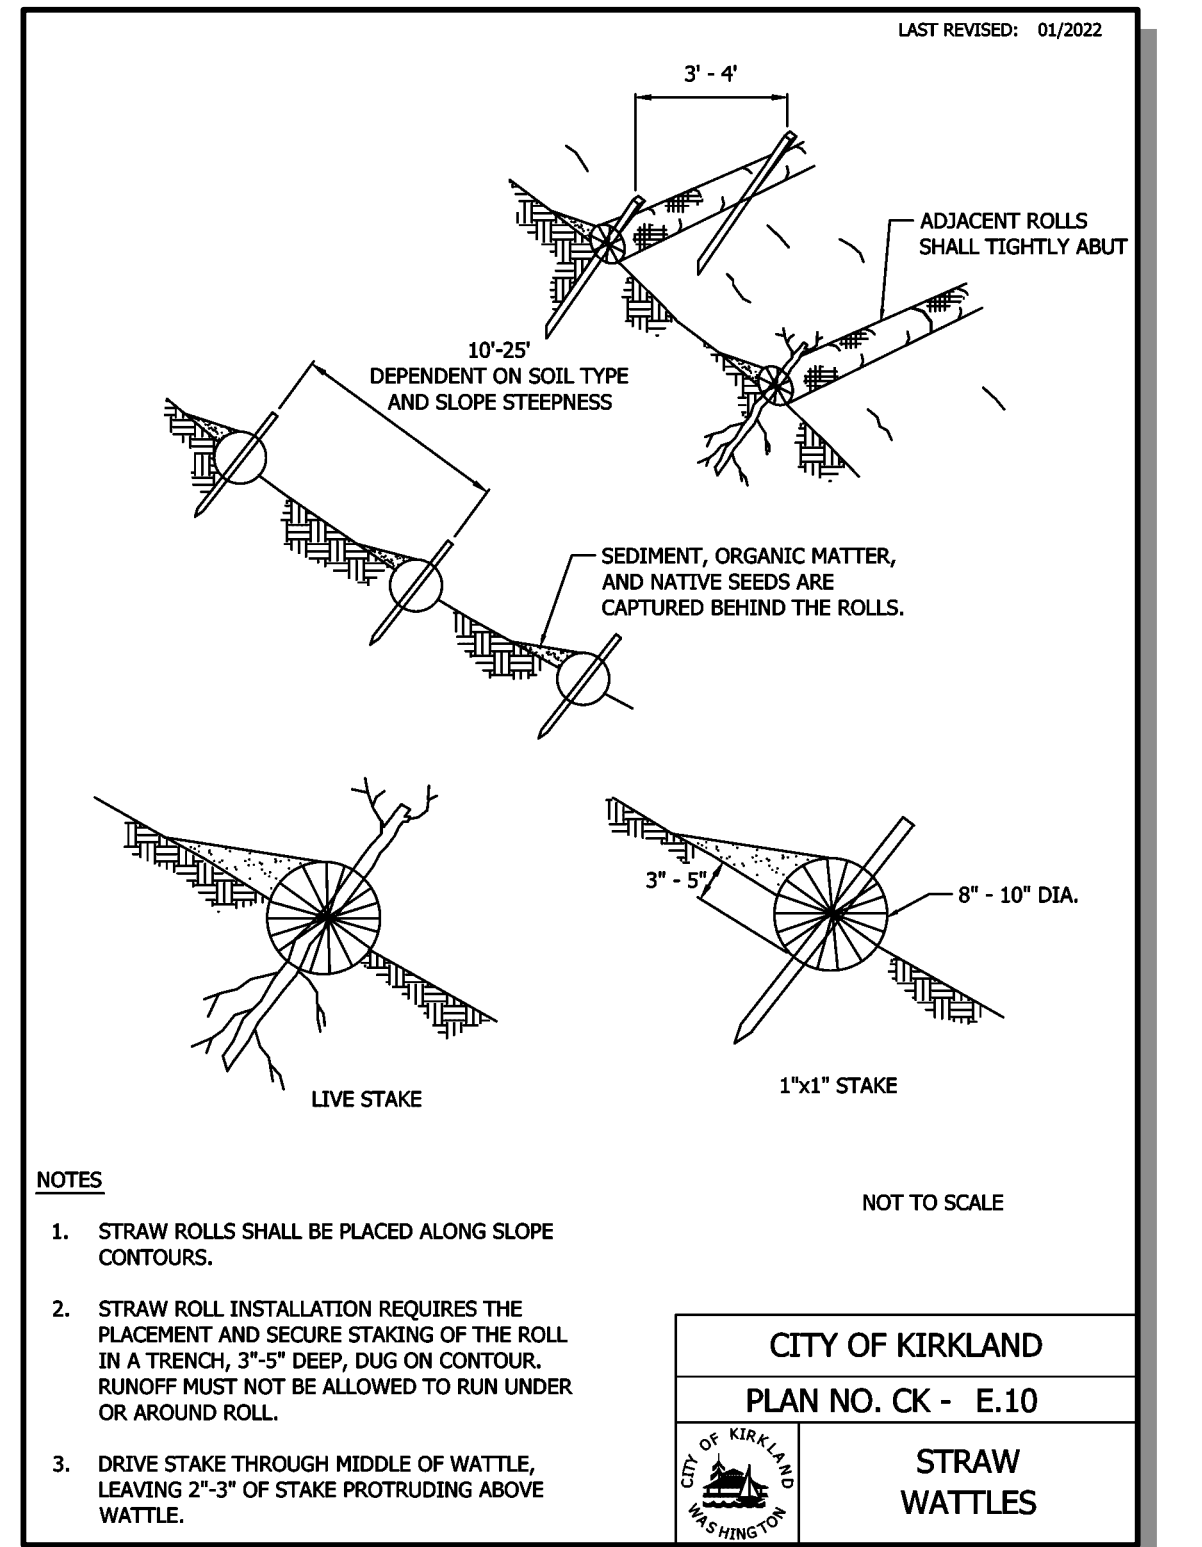 LAST REVISED: 01/2022
3' - 4'
ADJACENT ROLLS
SHALL TIGHTLY ABUT
10'-25'
DEPENDENT ON SOIL TYPE
AND SLOPE STEEPNESS
SEDIMENT, ORGANIC MATTER,
AND NATIVE SEEDS ARE
CAPTURED BEHIND THE ROLLS.
3" - 5"
8" - 10" DIA.
LIVE STAKE
1"x1" STAKE
NOTES
NOT TO SCALE
1. STRAW ROLLS SHALL BE PLACED ALONG SLOPE
CONTOURS.
2. STRAW ROLL INSTALLATION REQUIRES THE
PLACEMENT AND SECURE STAKING OF THE ROLL
IN A TRENCH, 3"-5" DEEP, DUG ON CONTOUR.
RUNOFF MUST NOT BE ALLOWED TO RUN UNDER
OR AROUND ROLL.
3. DRIVE STAKE THROUGH MIDDLE OF WATTLE,
LEAVING 2"-3" OF STAKE PROTRUDING ABOVE
WATTLE.
CITY OF KIRKLAND
PLAN NO. CK - E.10
CITY OF KIRKLAND
WASHINGTON
STRAW
WATTLES